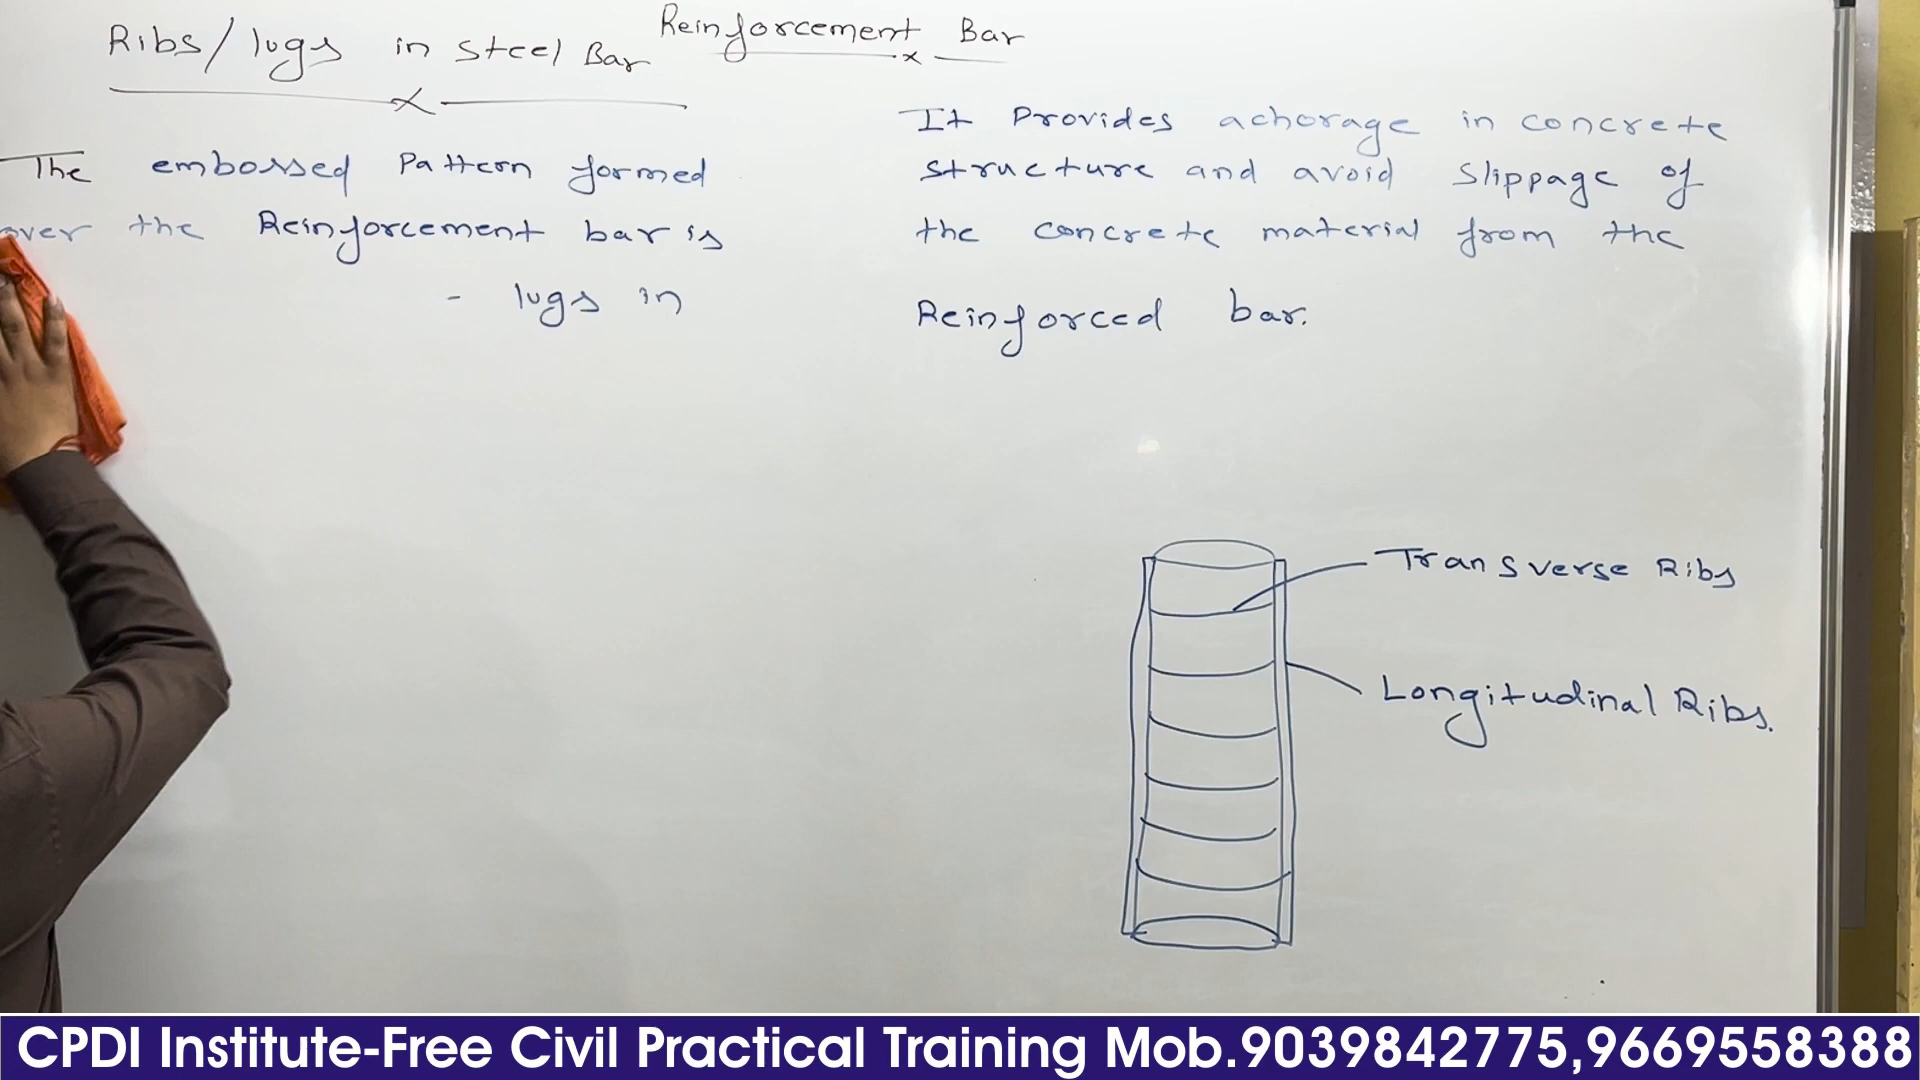 Ribs/lugs in steel Bar
Reinforcement Bar
The embossed Pattern formed
over the Reinforcement bar is
- lugs in
It Provides achorage in concrete
structure and avoid slippage of
the concrete material from the
Reinforced bar.
Transverse Ribs
Longitudinal Ribs.
CPDI Institute-Free Civil Practical Training Mob.9039842775,9669558388